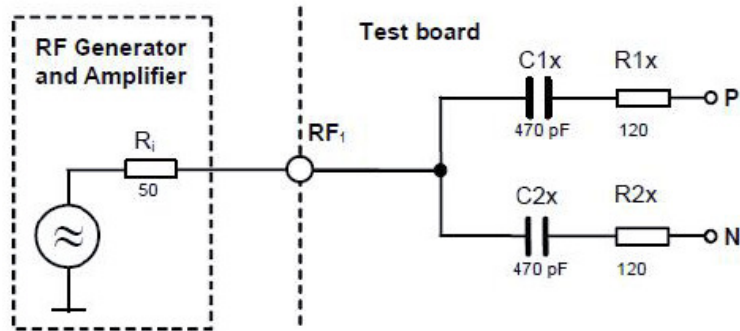 RF Generator
and Amplifier
Test board
C1x
R1x
P
470 pF
120
RF1
Ri
50
C2x
R2x
N
470 pF
120